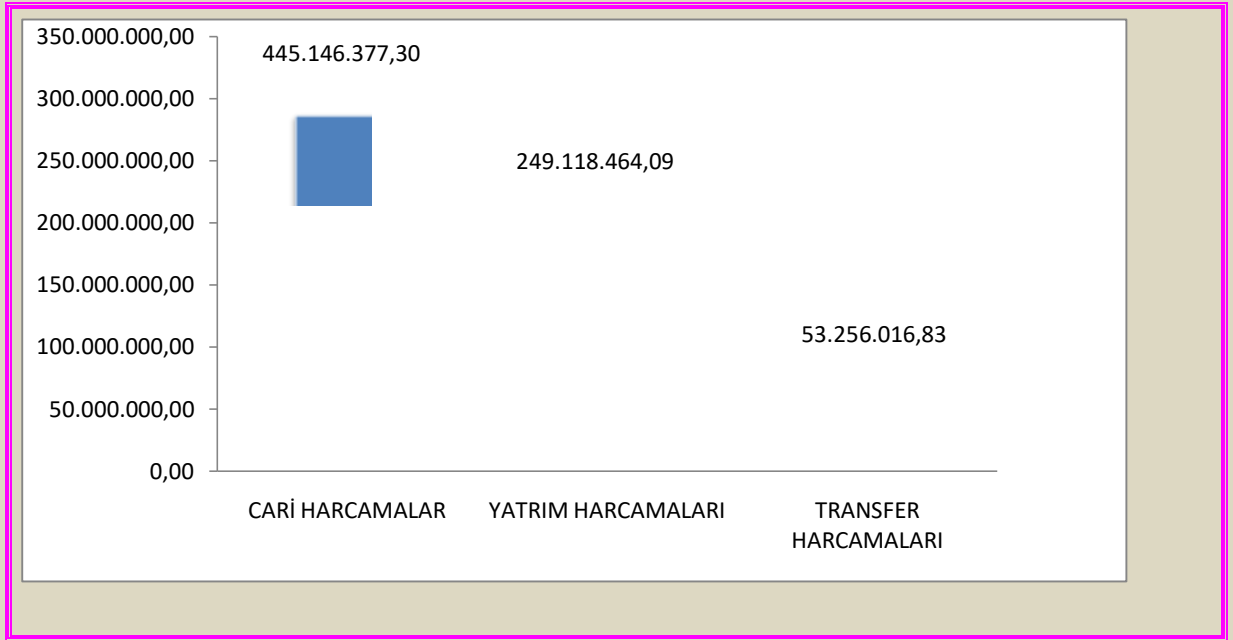 350.000.000,00
300.000.000,00
250.000.000,00
200.000.000,00
150.000.000,00
100.000.000,00
50.000.000,00
0,00
445.146.377,30
249.118.464,09
53.256.016,83
CARİ HARCAMALAR
YATRIM HARCAMALARI
TRANSFER
HARCAMALARI